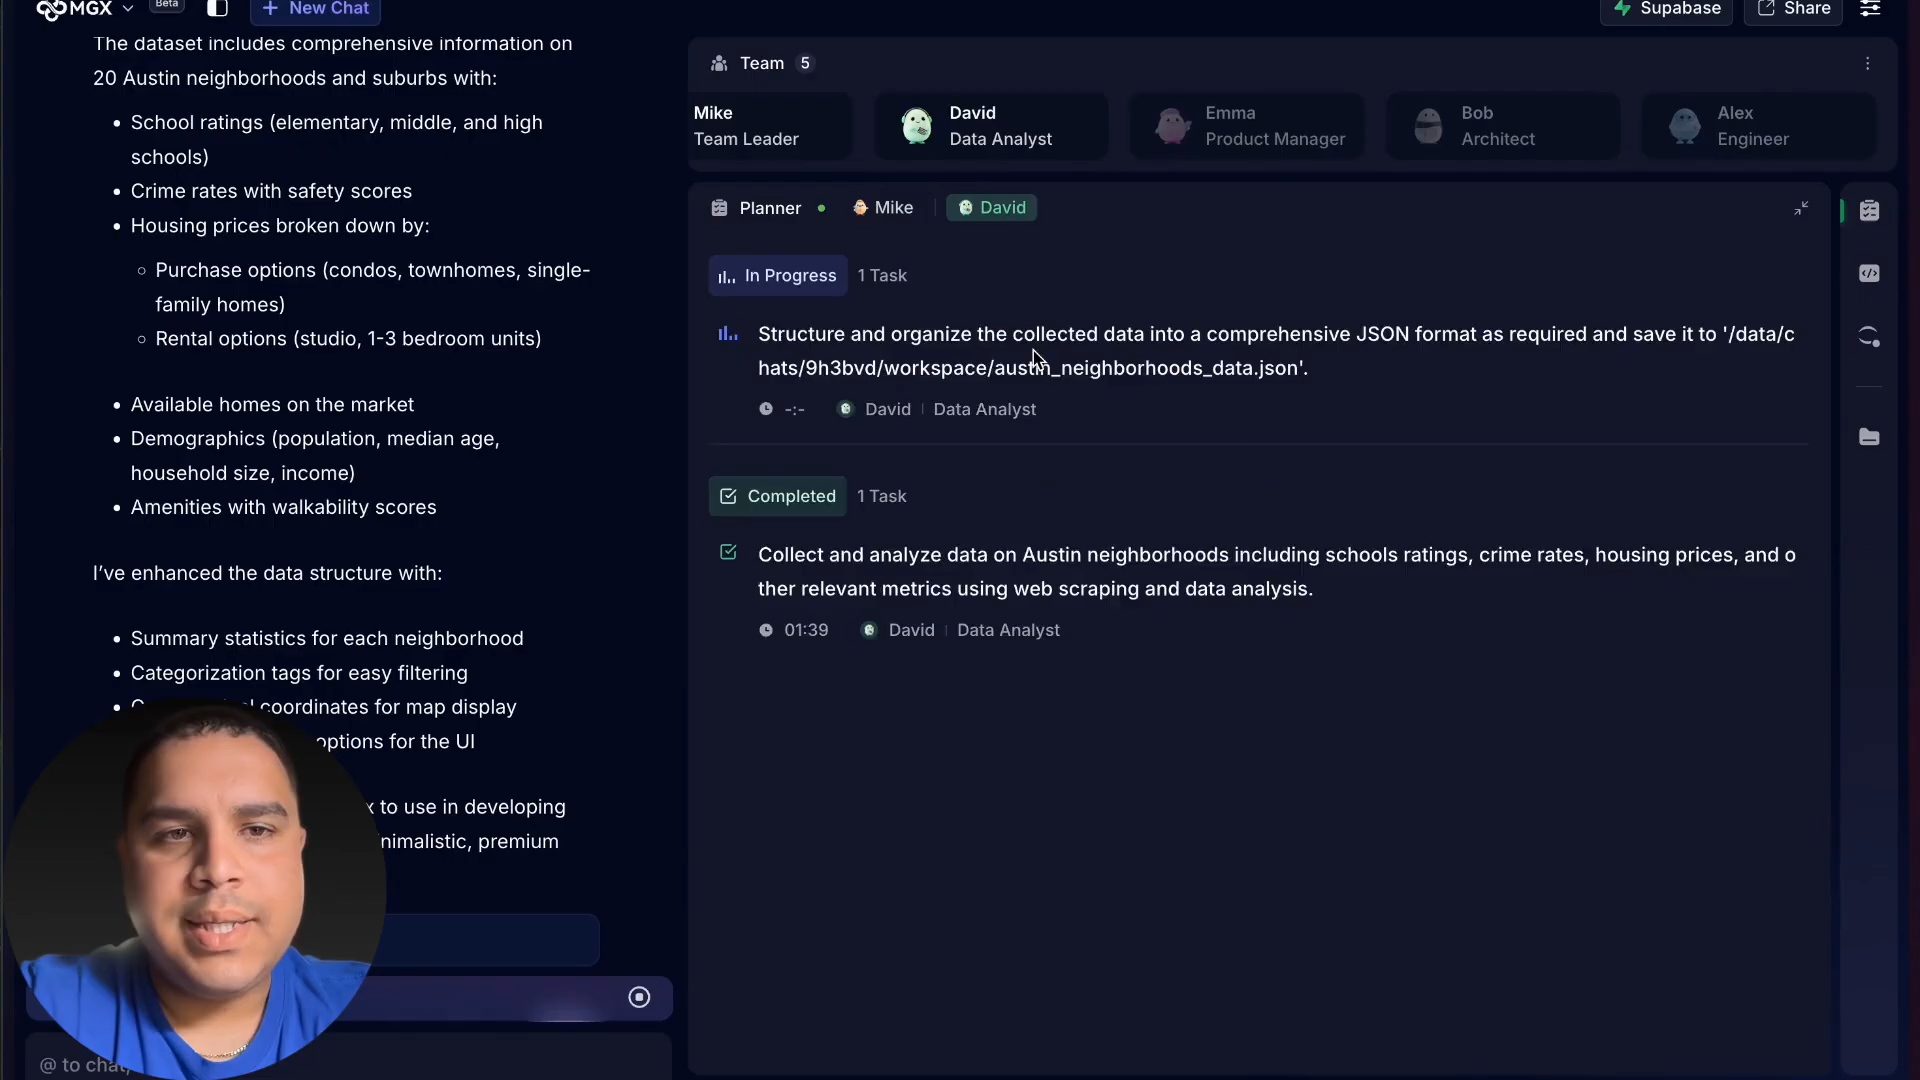 MGX
Beta
+ New Chat
Supabase
Share
The dataset includes comprehensive information on
20 Austin neighborhoods and suburbs with:
• School ratings (elementary, middle, and high
schools)
• Crime rates with safety scores
• Housing prices broken down by:
◦ Purchase options (condos, townhomes, single-
family homes)
◦ Rental options (studio, 1-3 bedroom units)
• Available homes on the market
• Demographics (population, median age,
household size, income)
• Amenities with walkability scores
I’ve enhanced the data structure with:
• Summary statistics for each neighborhood
• Categorization tags for easy filtering
• coordinates for map display
options for the UI
to use in developing
premium
@ to chat,
Team 5
Mike
Team Leader
David
Data Analyst
Emma
Product Manager
Bob
Architect
Alex
Engineer
Planner
Mike
David
In Progress 1 Task
Structure and organize the collected data into a comprehensive JSON format as required and save it to '/data/c
hats/9h3bvd/workspace/austin_neighborhoods_data.json'.
-:- David Data Analyst
Completed 1 Task
Collect and analyze data on Austin neighborhoods including schools ratings, crime rates, housing prices, and o
ther relevant metrics using web scraping and data analysis.
01:39 David Data Analyst